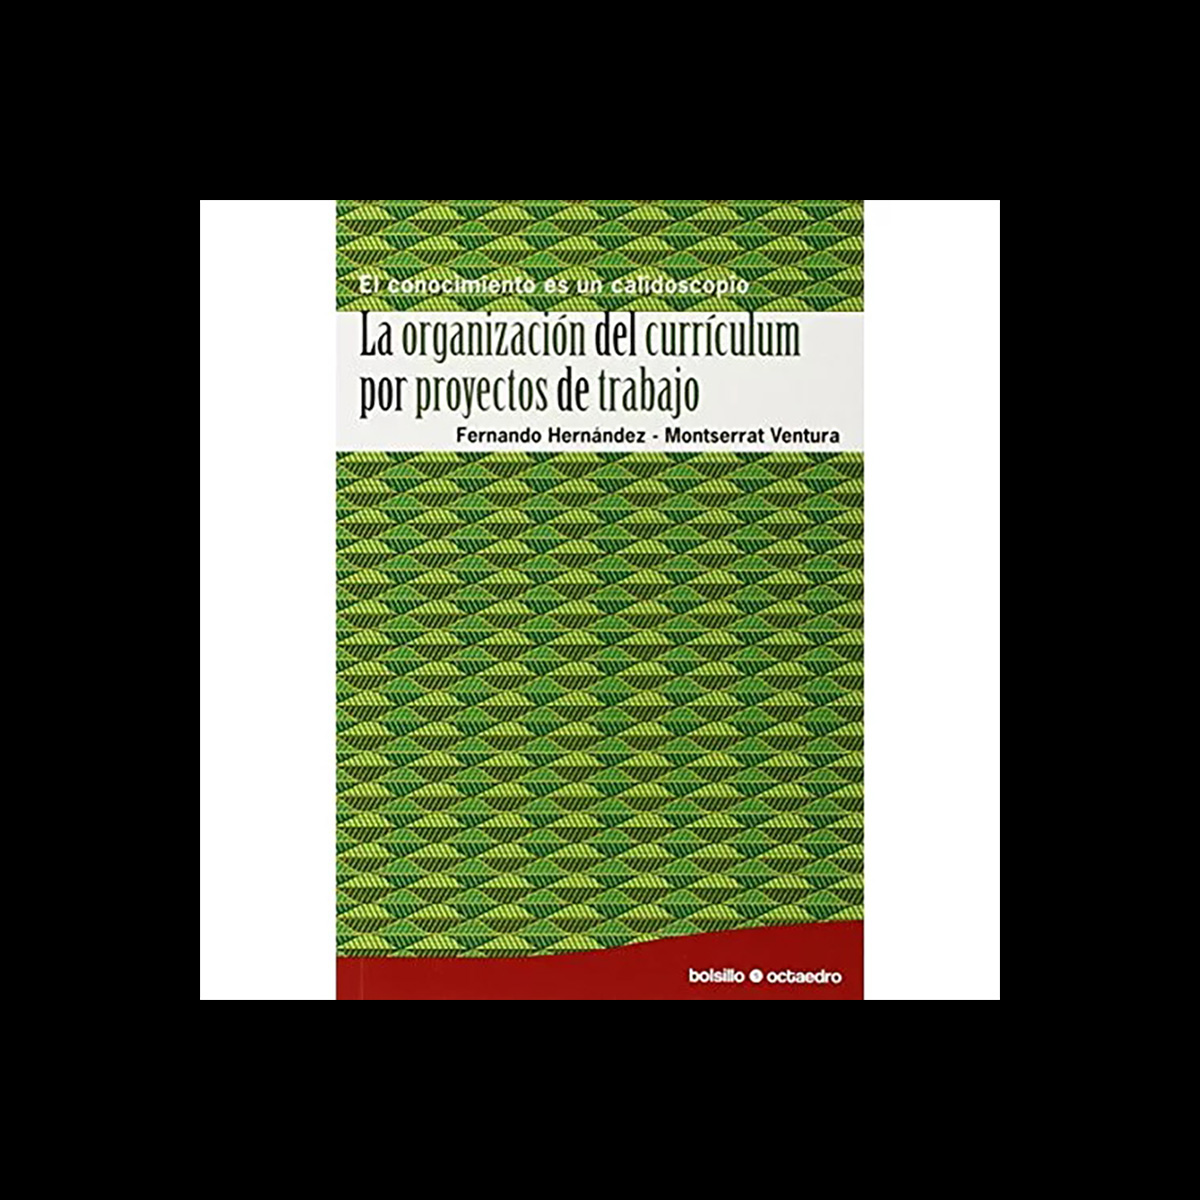 El conocimiento es un calidoscopio
La organización del currículum
por proyectos de trabajo
Fernando Hernández - Montserrat Ventura
bolsillo 1 octaedro